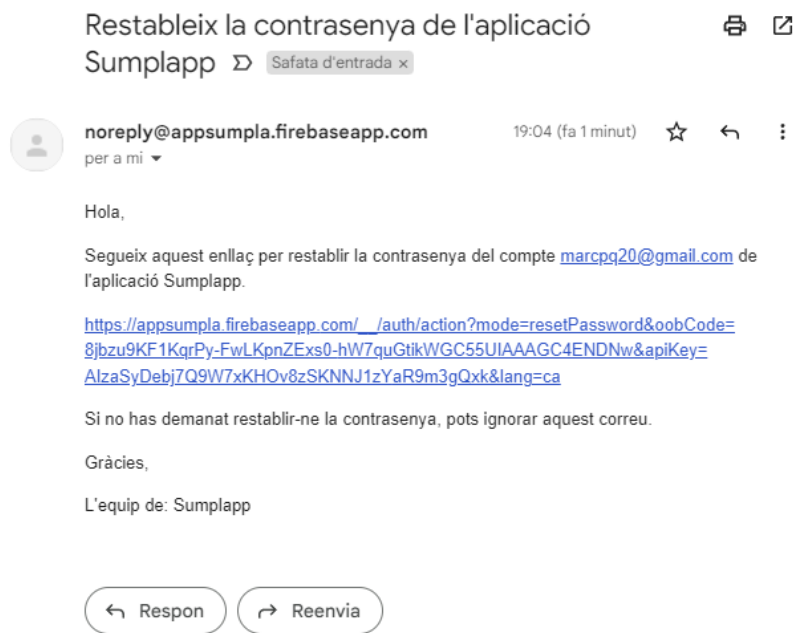 Restableix la contrasenya de l'aplicació
Sumplapp Safata d'entrada ×
noreply@appsumpla.firebaseapp.com 19:04 (fa 1 minut)
per a mi
Hola,
Segueix aquest enllaç per restablir la contrasenya del compte marcpq20@gmail.com de
l'aplicació Sumplapp.
https://appsumpla.firebaseapp.com/__/auth/action?mode=resetPassword&oobCode=
8jbzu9KF1KqrPy-FwLKpnZExs0-hW7quGtikWGC55UIAAAGC4ENDNw&apiKey=
AIzaSyDebj7Q9W7xKHOv8zSKNNJ1zYaR9m3gQxk&lang=ca
Si no has demanat restablir-ne la contrasenya, pots ignorar aquest correu.
Gràcies,
L'equip de: Sumplapp
Respon Reenvia